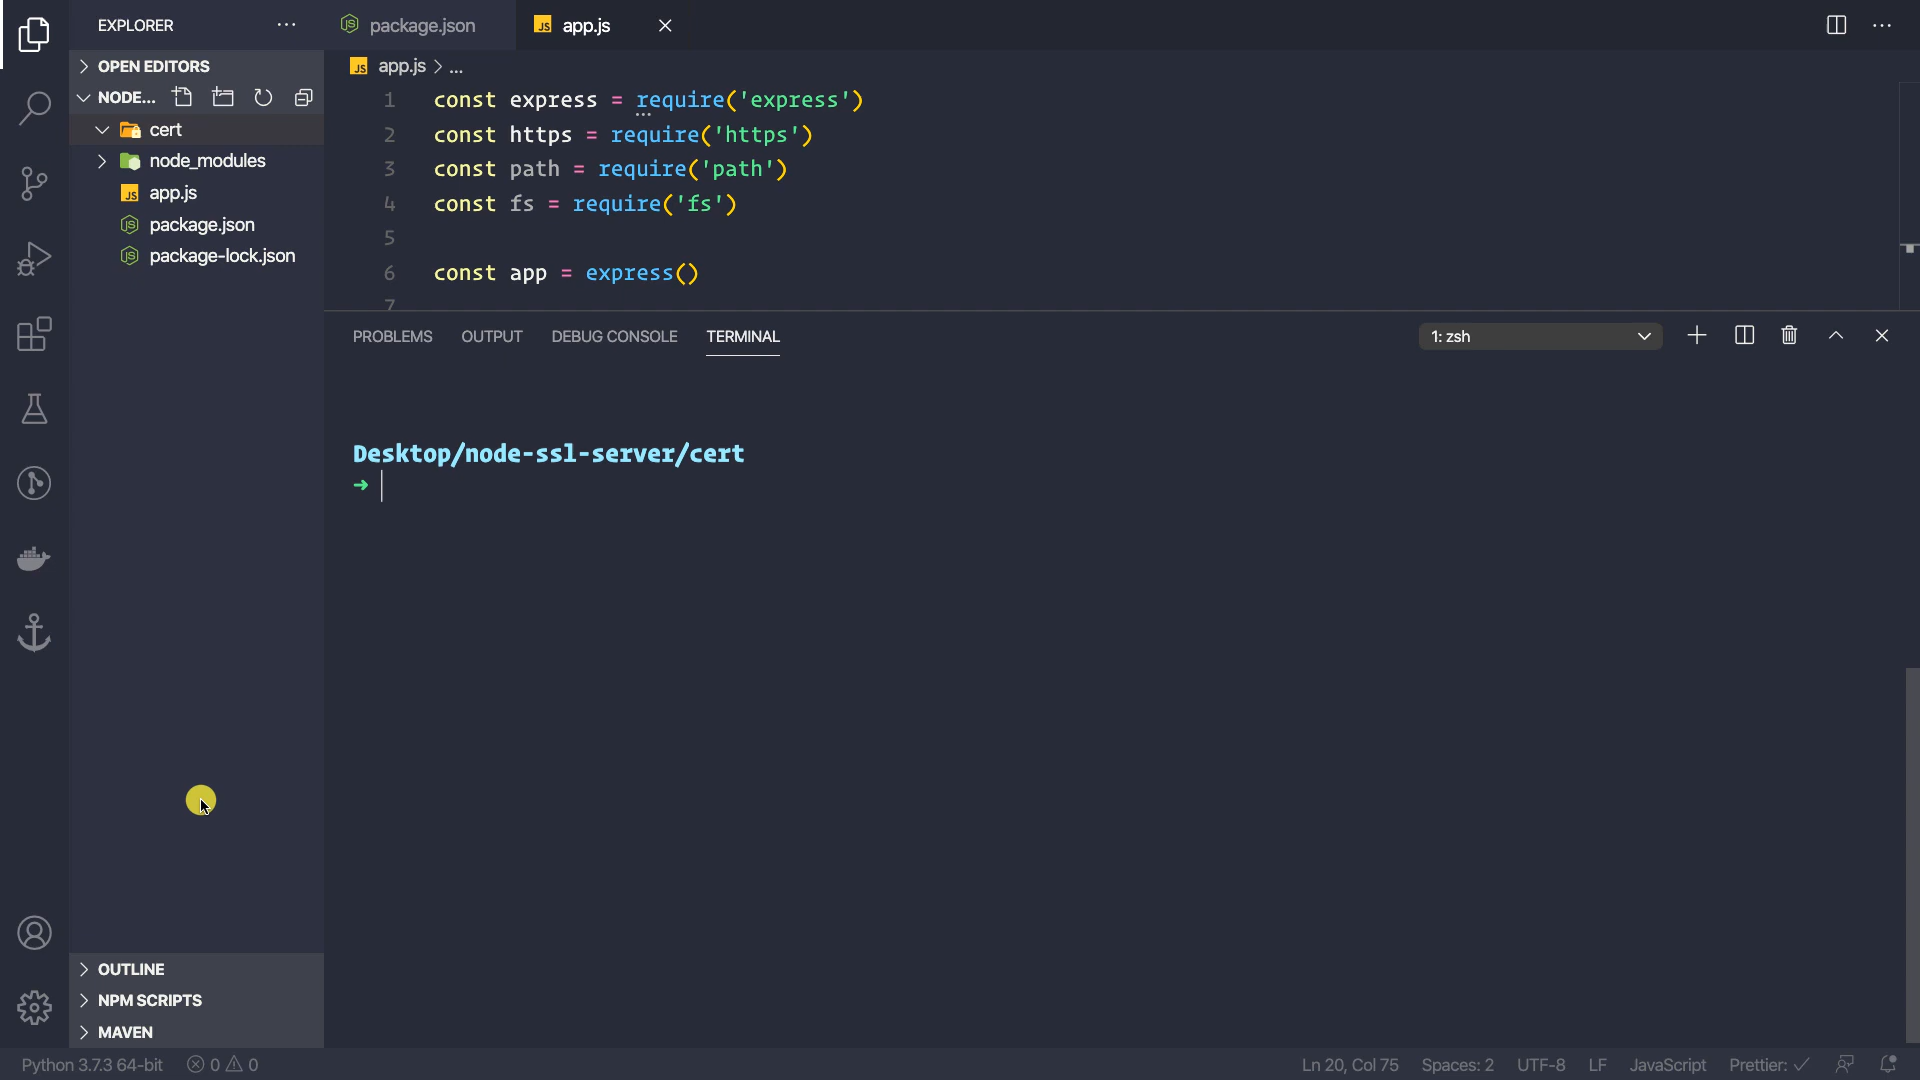 EXPLORER
OPEN EDITORS
NODE...
cert
node_modules
app.js
package.json
package-lock.json
OUTLINE
NPM SCRIPTS
MAVEN
package.json
JS app.js
JS app.js > ...
1 const express = require('express')
2 const https = require('https')
3 const path = require('path')
4 const fs = require('fs')
5
6 const app = express()
7
PROBLEMS OUTPUT DEBUG CONSOLE TERMINAL
1: zsh
Desktop/node-ssl-server/cert
➜
Python 3.7.3 64-bit 0 0 Ln 20, Col 75 Spaces: 2 UTF-8 LF JavaScript Prettier: ✓